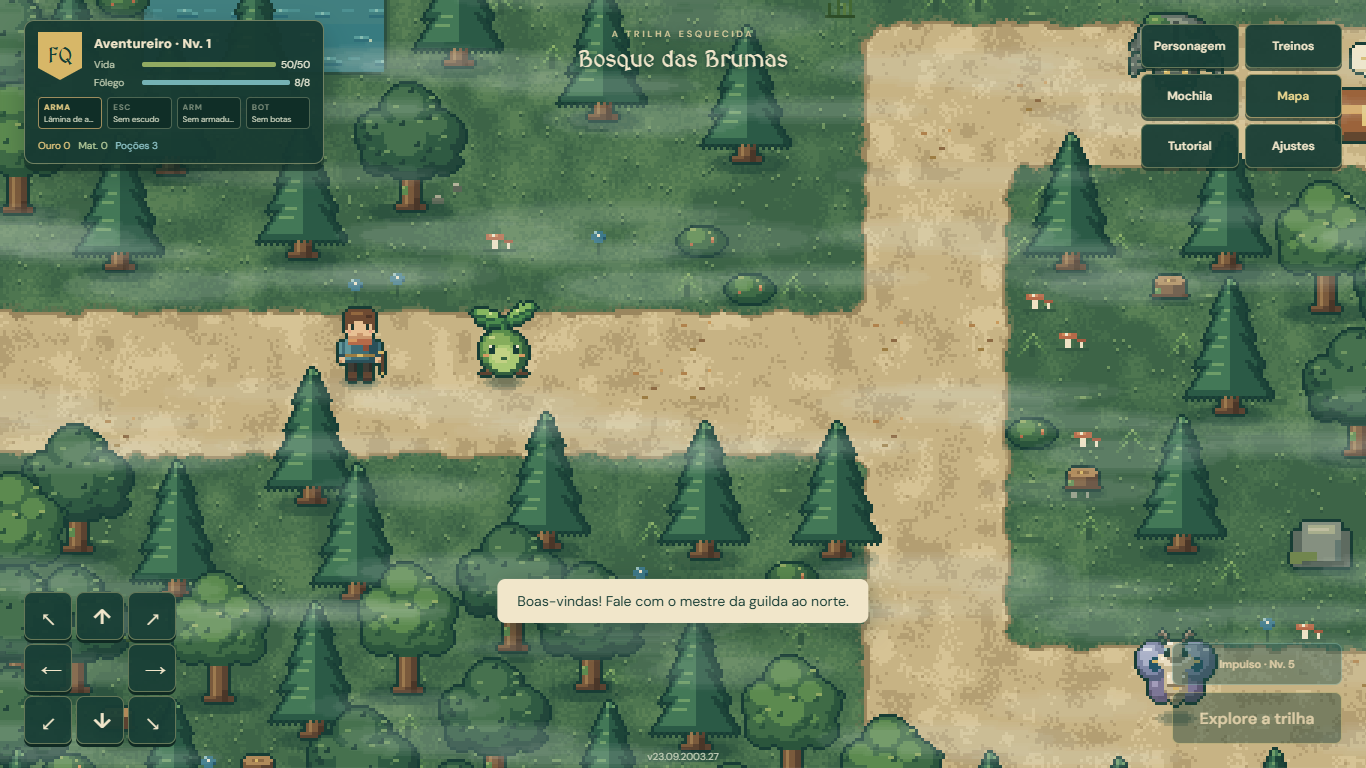 FQ
Aventureiro · Nv. 1
Vida 50/50
Fôlego 8/8
ARMA
Lâmina de a...
ESC
Sem escudo
ARM
Sem armadu...
BOT
Sem botas
Ouro 0 Mat. 0 Poções 3
A TRILHA ESQUECIDA
Bosque das Brumas
Personagem
Treinos
Mochila
Mapa
Tutorial
Ajustes
Boas-vindas! Fale com o mestre da guilda ao norte.
↖ ↑ ↗
← →
↙ ↓ ↘
Impulso · Nv. 5
Explore a trilha
v23.09.2003.27